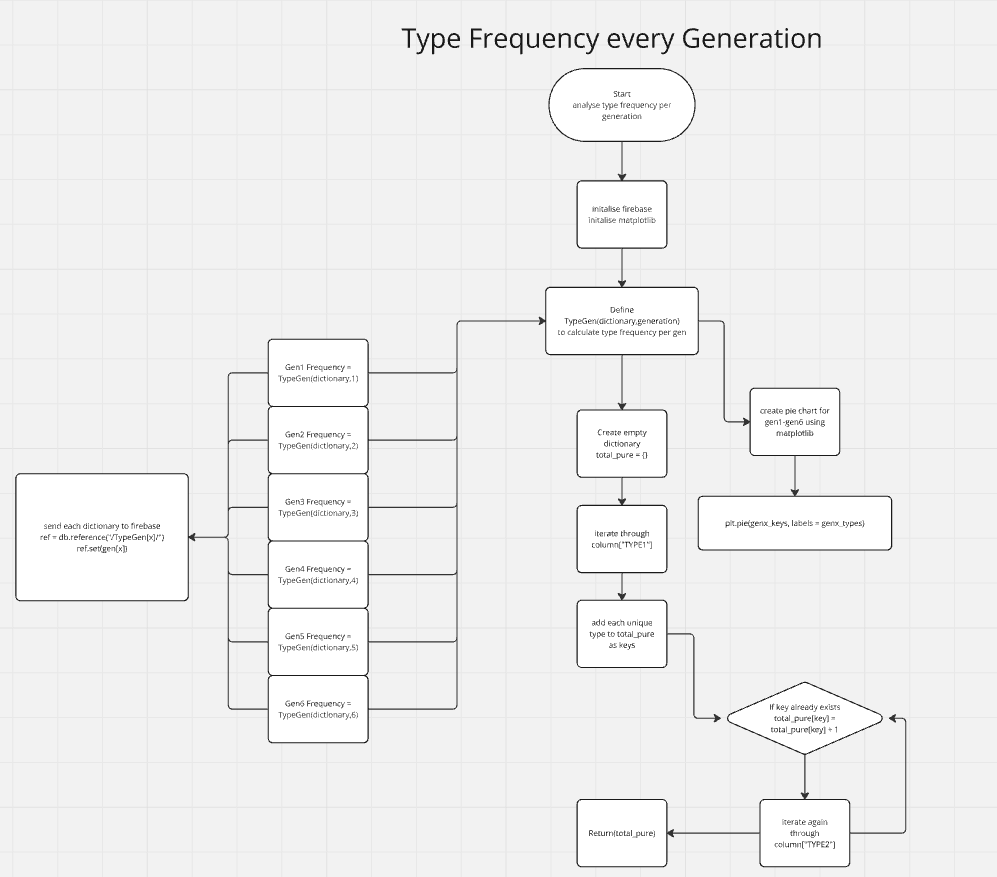 Type Frequency every Generation
Start
analyse type frequency per
generation
initalise firebase
initalise matplotlib
Define
TypeGen(dictionary,generation)
to calculate type frequency per gen
Gen1 Frequency =
TypeGen(dictionary,1)
Gen2 Frequency =
TypeGen(dictionary,2)
Gen3 Frequency =
TypeGen(dictionary,3)
Gen4 Frequency =
TypeGen(dictionary,4)
Gen5 Frequency =
TypeGen(dictionary,5)
Gen6 Frequency =
TypeGen(dictionary,6)
send each dictionary to firebase
ref = db.reference("/TypeGen[x]/")
ref.set(gen[x])
Create empty
dictionary
total_pure = {}
iterate through
column["TYPE1"]
add each unique
type to total_pure
as keys
create pie chart for
gen1-gen6 using
matplotlib
plt.pie(genx_keys, labels = genx_types)
If key already exists
total_pure[key] =
total_pure[key] + 1
iterate again
through
column["TYPE2"]
Return(total_pure)